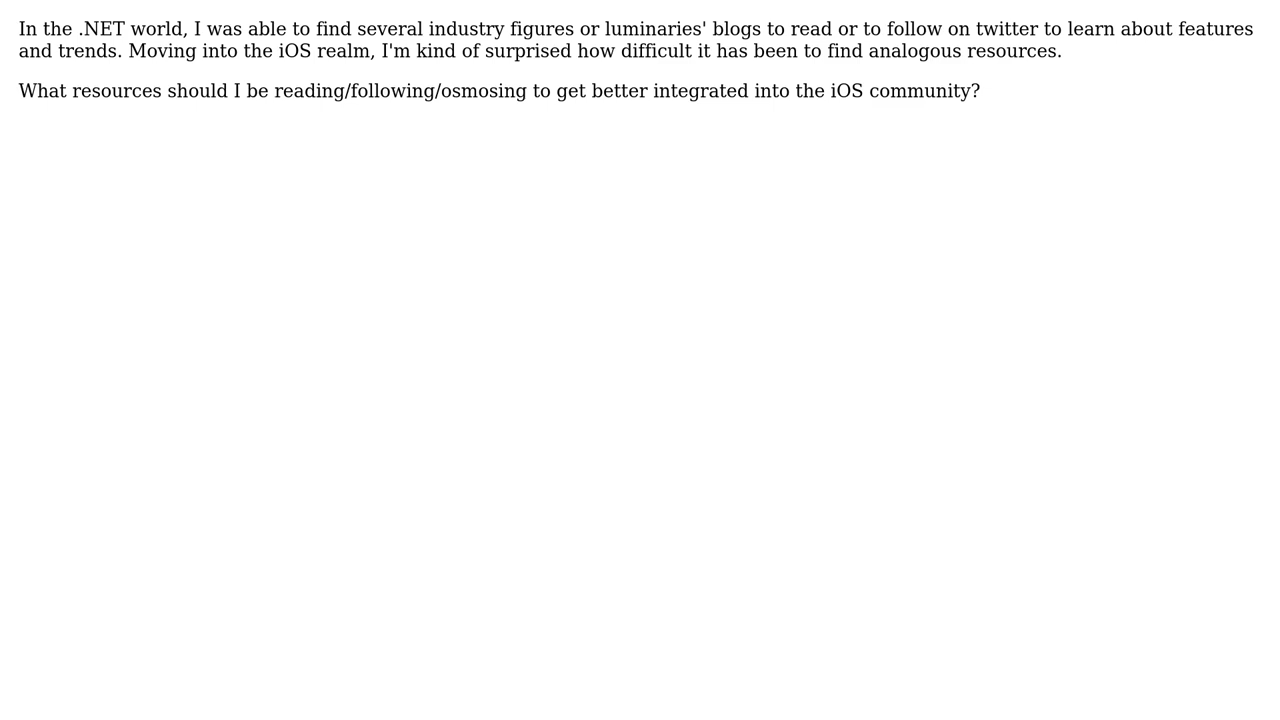 In the .NET world, I was able to find several industry figures or luminaries' blogs to read or to follow on twitter to learn about features
and trends. Moving into the iOS realm, I'm kind of surprised how difficult it has been to find analogous resources.
What resources should I be reading/following/osmosing to get better integrated into the iOS community?